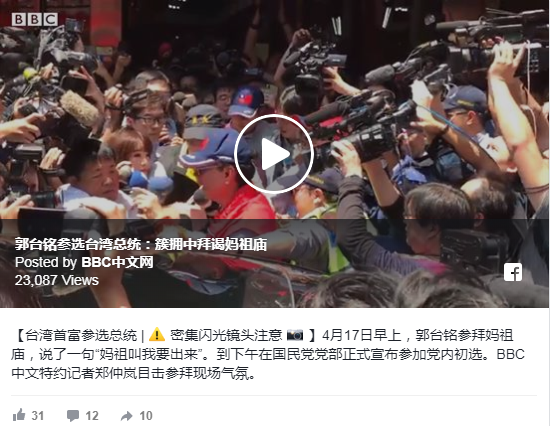 BBC
郭台铭参选台湾总统：簇拥中拜谒妈祖庙
Posted by BBC中文网
23,087 Views
【台湾首富参选总统 | ⚠️ 密集闪光镜头注意 📷 】4月17日早上，郭台铭参拜妈祖
庙，说了一句“妈祖叫我要出来”。到下午在国民党党部正式宣布参加党内初选。BBC
中文特约记者郑仲岚目击参拜现场气氛。
31 12 10